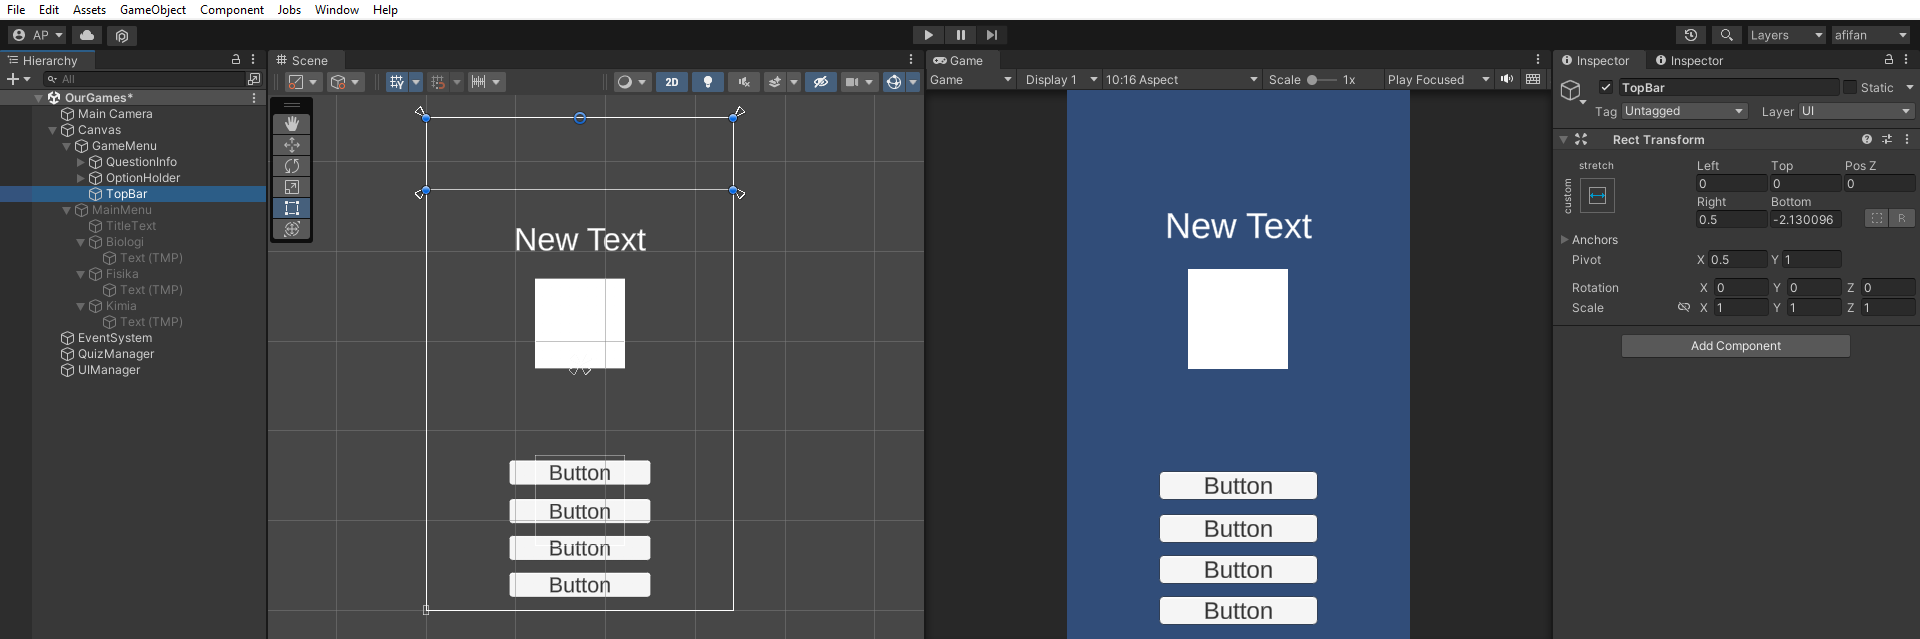 File Edit Assets GameObject Component Jobs Window Help
AP Layers afifan
Hierarchy
All
OurGames*
Main Camera
Canvas
GameMenu
QuestionInfo
OptionHolder
TopBar
MainMenu
TitleText
Biologi
Text (TMP)
Fisika
Text (TMP)
Kimia
Text (TMP)
EventSystem
QuizManager
UIManager
Scene
2D
New Text
Button
Button
Button
Button
Game
Game Display 1 10:16 Aspect Scale 1x Play Focused
New Text
Button
Button
Button
Button
Inspector Inspector
TopBar Static
Tag Untagged Layer UI
Rect Transform
stretch
custom
Left Top Pos Z
0 0 0
Right Bottom
0.5 -2.130096 R
Anchors
Pivot X 0.5 Y 1
Rotation X 0 Y 0 Z 0
Scale X 1 Y 1 Z 1
Add Component